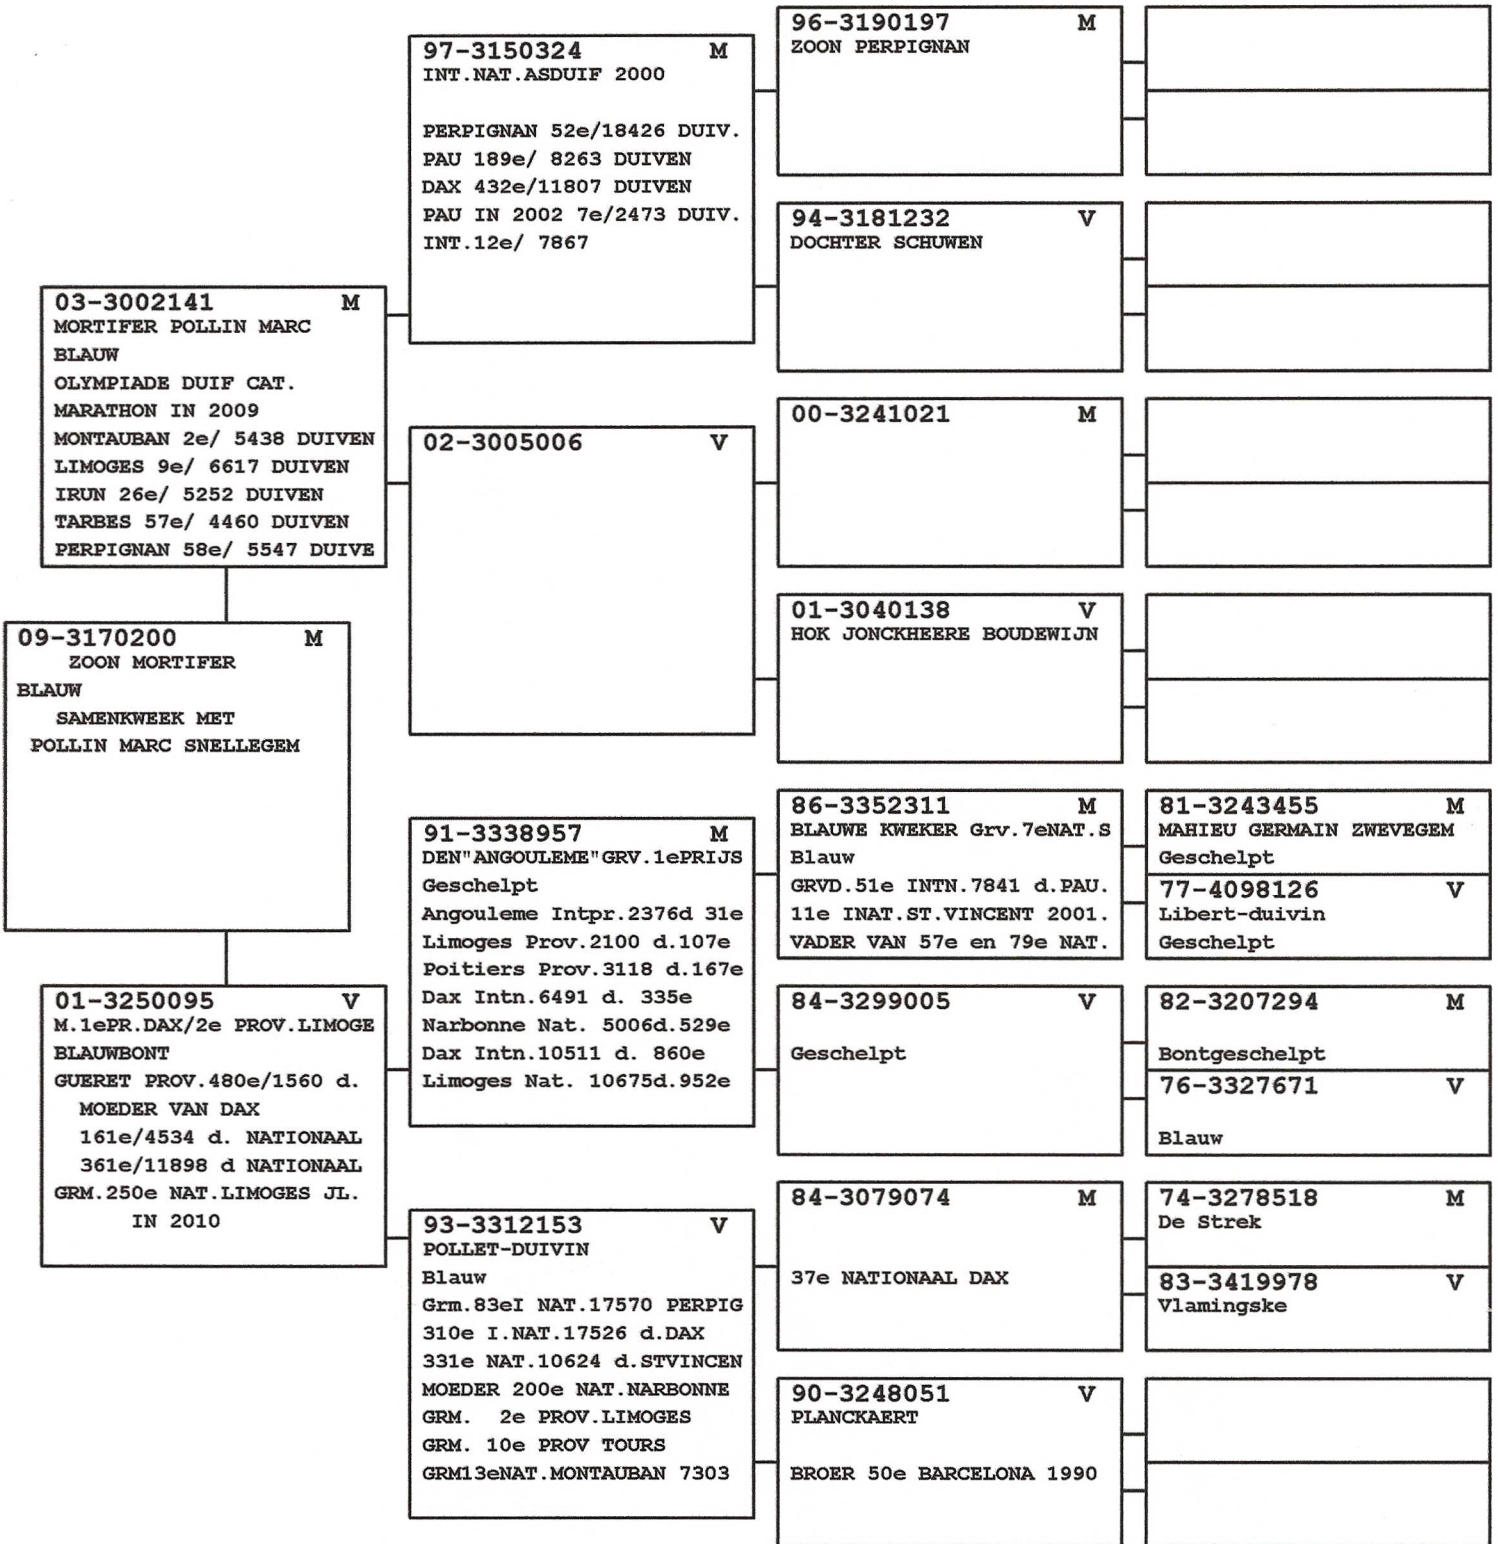 03-3002141 M
MORTIFER POLLIN MARC
BLAUW
OLYMPIADE DUIF CAT.
MARATHON IN 2009
MONTAUBAN 2e/ 5438 DUIVEN
LIMOGES 9e/ 6617 DUIVEN
IRUN 26e/ 5252 DUIVEN
TARBES 57e/ 4460 DUIVEN
PERPIGNAN 58e/ 5547 DUIVE
09-3170200 M
ZOON MORTIFER
BLAUW
SAMENKWEEK MET
POLLIN MARC SNELLEGEM
01-3250095 V
M.1ePR.DAX/2e PROV.LIMOGE
BLAUWBONT
GUERET PROV.480e/1560 d.
MOEDER VAN DAX
161e/4534 d. NATIONAAL
361e/11898 d NATIONAAL
GRM.250e NAT.LIMOGES JL.
IN 2010
97-3150324 M
INT.NAT.ASDUIF 2000
PERPIGNAN 52e/18426 DUIV.
PAU 189e/ 8263 DUIVEN
DAX 432e/11807 DUIVEN
PAU IN 2002 7e/2473 DUIV.
INT.12e/ 7867
02-3005006 V
91-3338957 M
DEN"ANGOULEME"GRV.1ePRIJS
Geschelpt
Angouleme Intpr.2376d 31e
Limoges Prov.2100 d.107e
Poitiers Prov.3118 d.167e
Dax Intn.6491 d. 335e
Narbonne Nat. 5006d.529e
Dax Intn.10511 d. 860e
Limoges Nat. 10675d.952e
93-3312153 V
POLLET-DUIVIN
Blauw
Grm.83eI NAT.17570 PERPIG
310e I.NAT.17526 d.DAX
331e NAT.10624 d.STVINCEN
MOEDER 200e NAT.NARBONNE
GRM. 2e PROV.LIMOGES
GRM. 10e PROV TOURS
GRM13eNAT.MONTAUBAN 7303
96-3190197 M
ZOON PERPIGNAN
94-3181232 V
DOCHTER SCHUWEN
00-3241021 M
01-3040138 V
HOK JONCKHEERE BOUDEWIJN
86-3352311 M
BLAUWE KWEKER Grv.7eNAT.S
Blauw
GRVD.51e INTN.7841 d.PAU.
11e INAT.ST.VINCENT 2001.
VADER VAN 57e en 79e NAT.
84-3299005 V
Geschelpt
84-3079074 M
37e NATIONAAL DAX
90-3248051 V
PLANCKAERT
BROER 50e BARCELONA 1990
81-3243455 M
MAHIEU GERMAIN ZWEVEGEM
Geschelpt
77-4098126 V
Libert-duivin
Geschelpt
82-3207294 M
Bontgeschelpt
76-3327671 V
Blauw
74-3278518 M
De Strek
83-3419978 V
Vlamingske